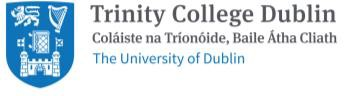 Trinity College Dublin
Coláiste na Tríonóide, Baile Átha Cliath
The University of Dublin